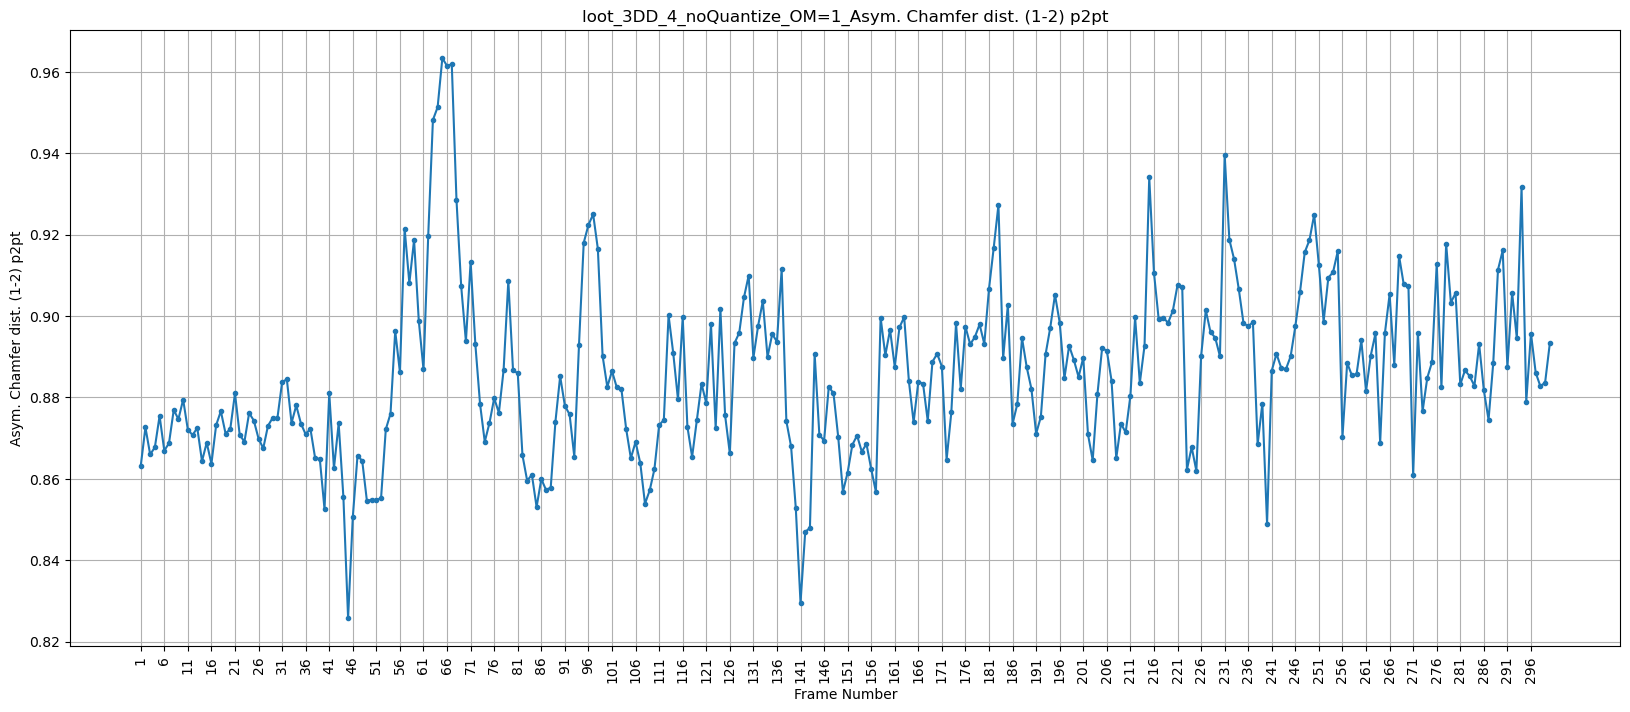 loot_3DD_4_noQuantize_OM=1_Asym. Chamfer dist. (1-2) p2pt
Asym. Chamfer dist. (1-2) p2pt
0.96
0.94
0.92
0.90
0.88
0.86
0.84
0.82
1 6 11 16 21 26 31 36 41 46 51 56 61 66 71 76 81 86 91 96 101 106 111 116 121 126 131 136 141 146 151 156 161 166 171 176 181 186 191 196 201 206 211 216 221 226 231 236 241 246 251 256 261 266 271 276 281 286 291 296
Frame Number